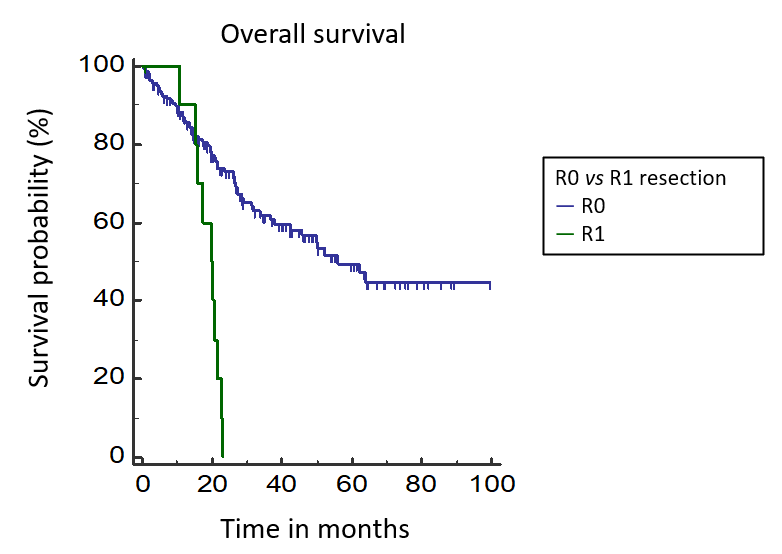 Overall survival
Survival probability (%)
100
80
60
40
20
0
0 20 40 60 80 100
Time in months
R0 vs R1 resection
R0
R1